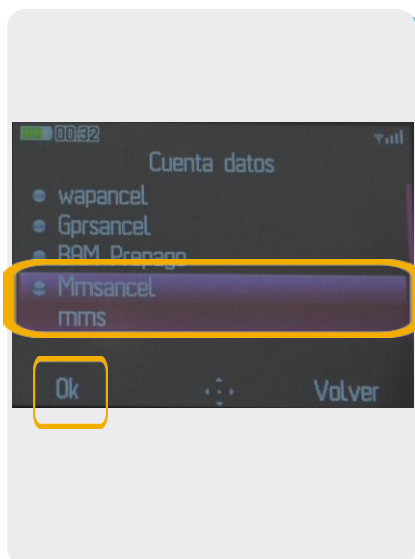 00:32
Cuenta datos
wapancel
Gprsancel
BAM Prepago
Mmsancel
mms
Ok Volver